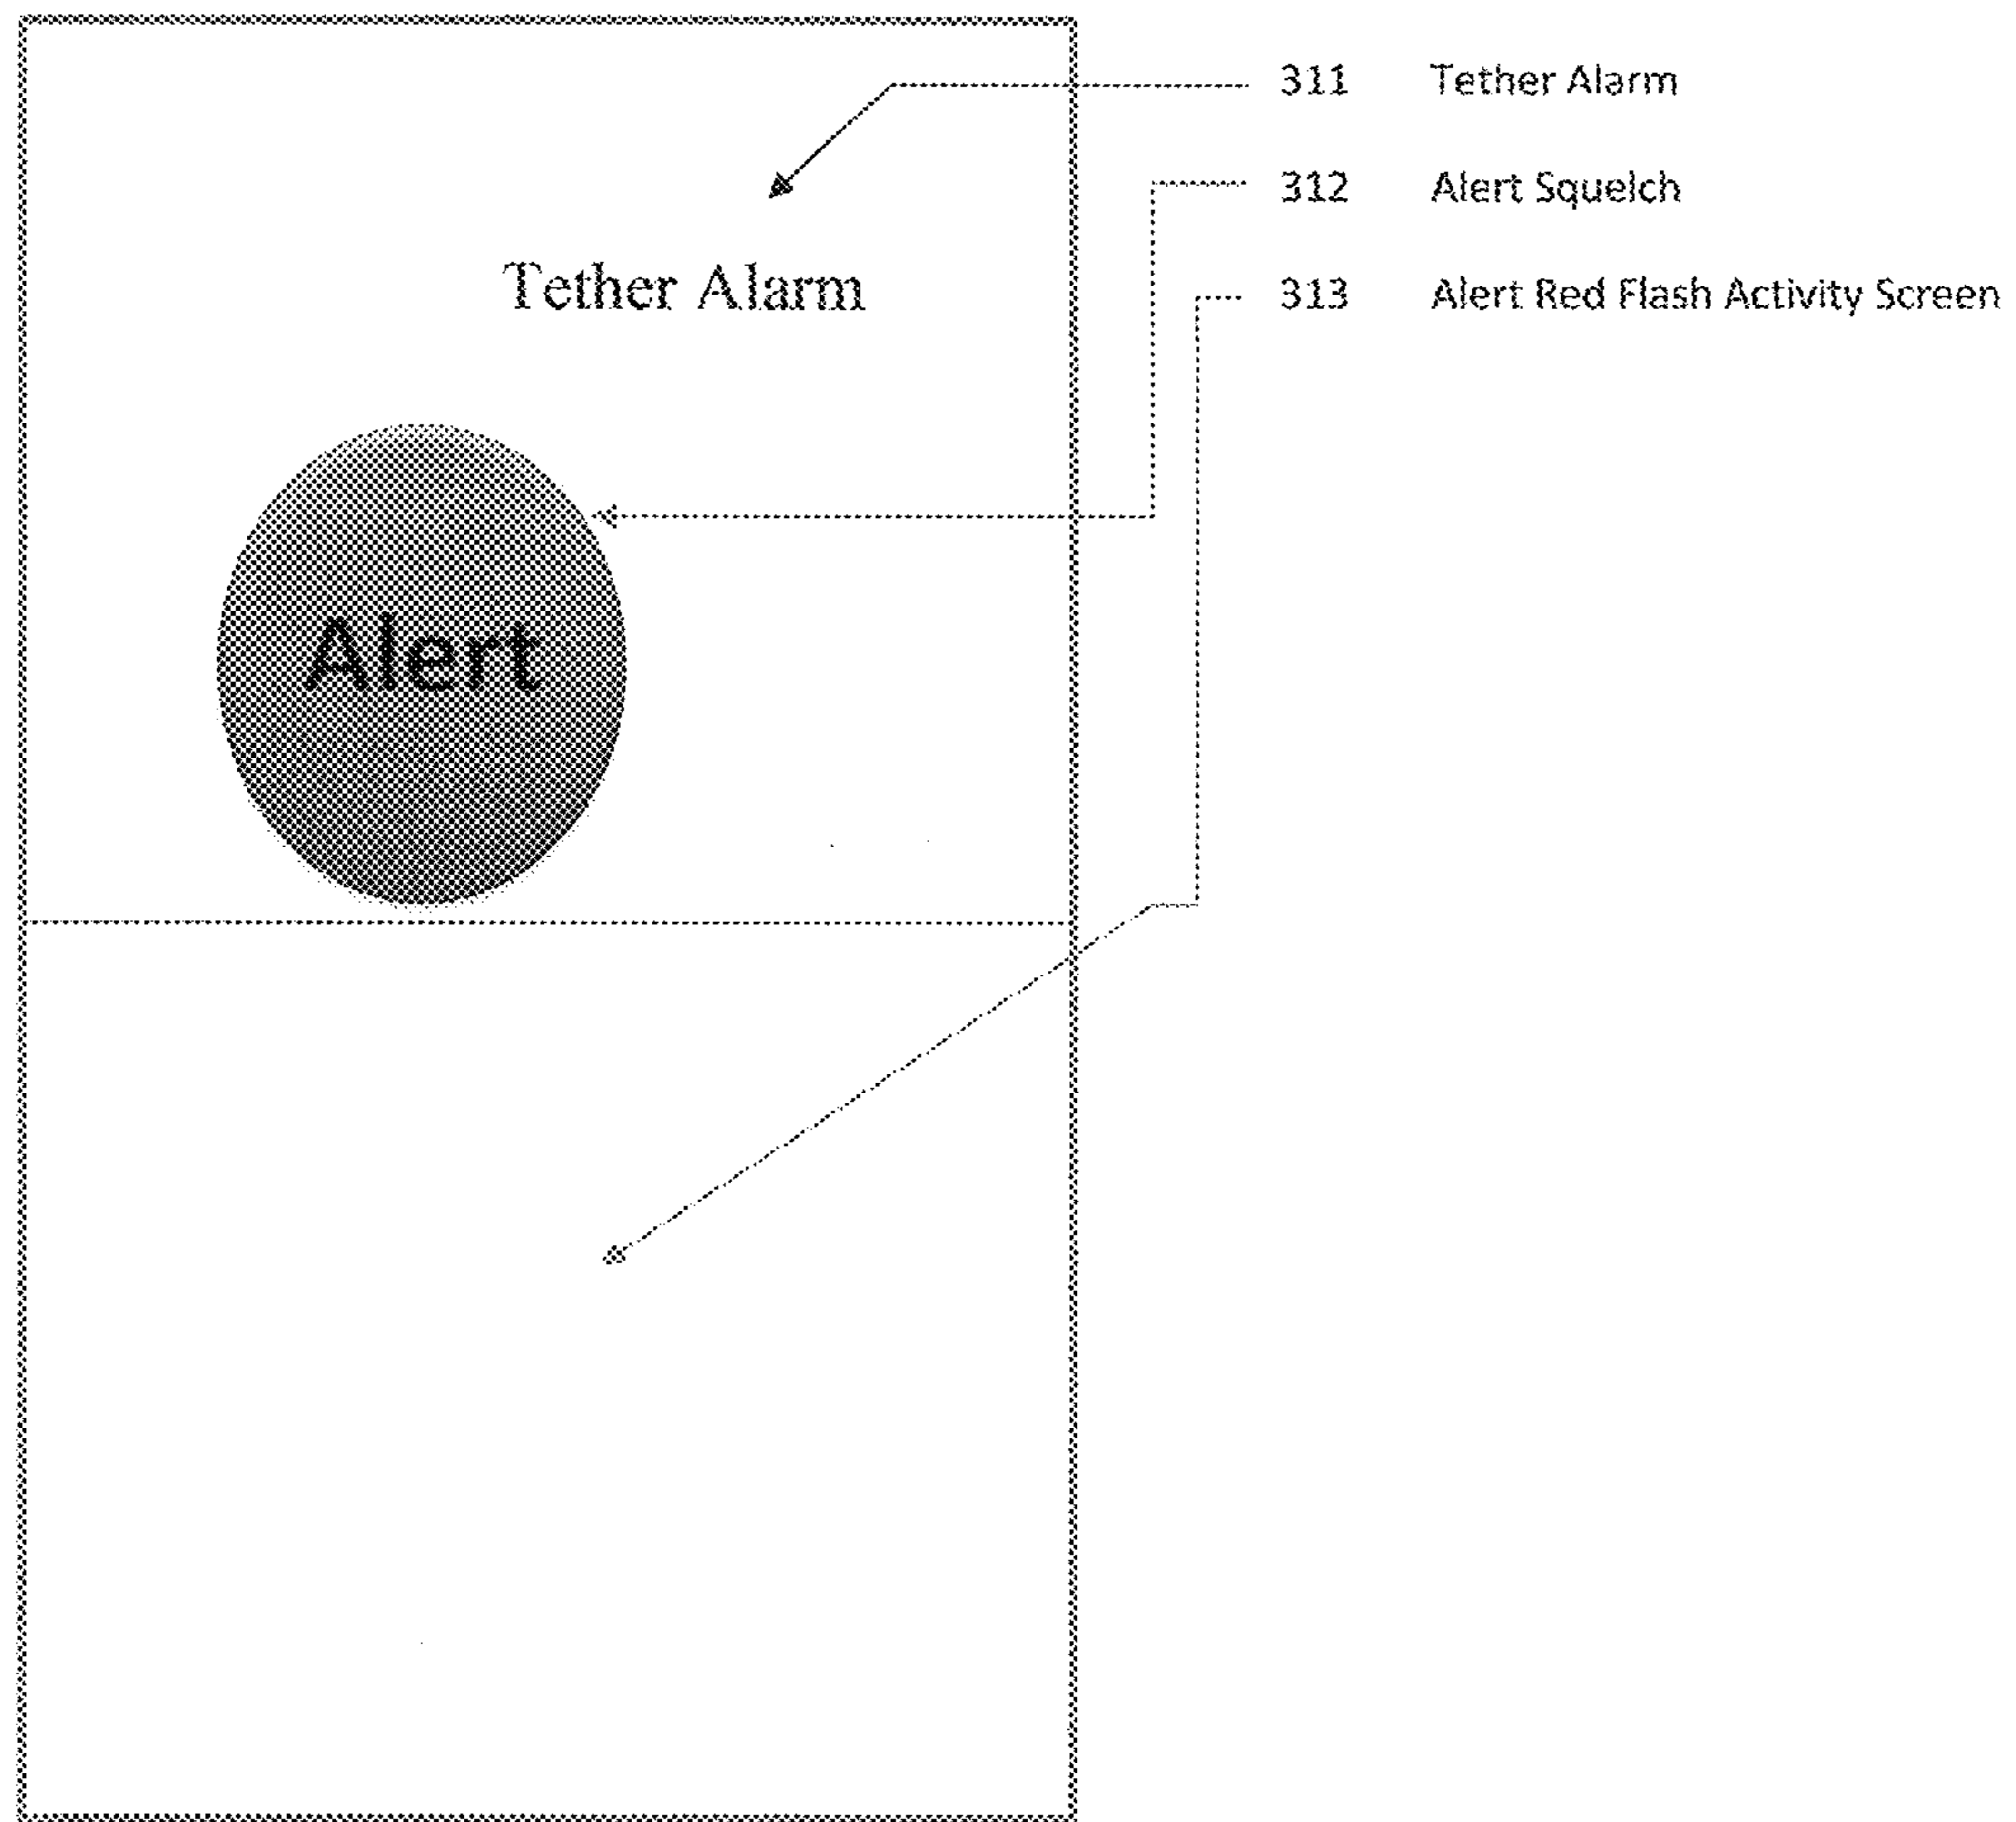 311 Tether Alarm
312 Alert Squelch
313 Alert Red Flash Activity Screen
Tether Alarm
Alert